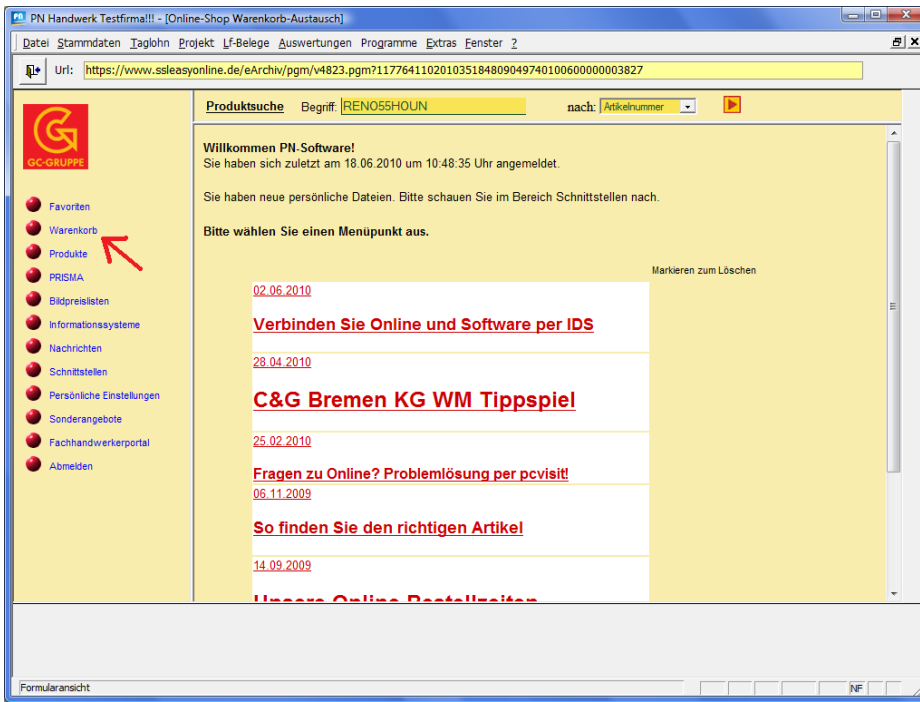 PN Handwerk Testfirma!!! - [Online-Shop Warenkorb-Austausch]
Datei Stammdaten Taglohn Projekt Lf-Belege Auswertungen Programme Extras Fenster ?
Url: https://www.ssleasyonline.de/eArchiv/pgm/v4823.pgm?117764110201035184809049740100600000003827
GC-GRUPPE
Produktsuche Begriff: RENO55HOUN nach: Artikelnummer
Favoriten
Warenkorb
Produkte
PRISMA
Bildpreislisten
Informationssysteme
Nachrichten
Schnittstellen
Persönliche Einstellungen
Sonderangebote
Fachhandwerkerportal
Abmelden
Willkommen PN-Software!
Sie haben sich zuletzt am 18.06.2010 um 10:48:35 Uhr angemeldet.
Sie haben neue persönliche Dateien. Bitte schauen Sie im Bereich Schnittstellen nach.
Bitte wählen Sie einen Menüpunkt aus.
Markieren zum Löschen
02.06.2010
Verbinden Sie Online und Software per IDS
28.04.2010
C&G Bremen KG WM Tippspiel
25.02.2010
Fragen zu Online? Problemlösung per pcvisit!
06.11.2009
So finden Sie den richtigen Artikel
14.09.2009
Unsere Online Bestellzeiten
Formularansicht
NF